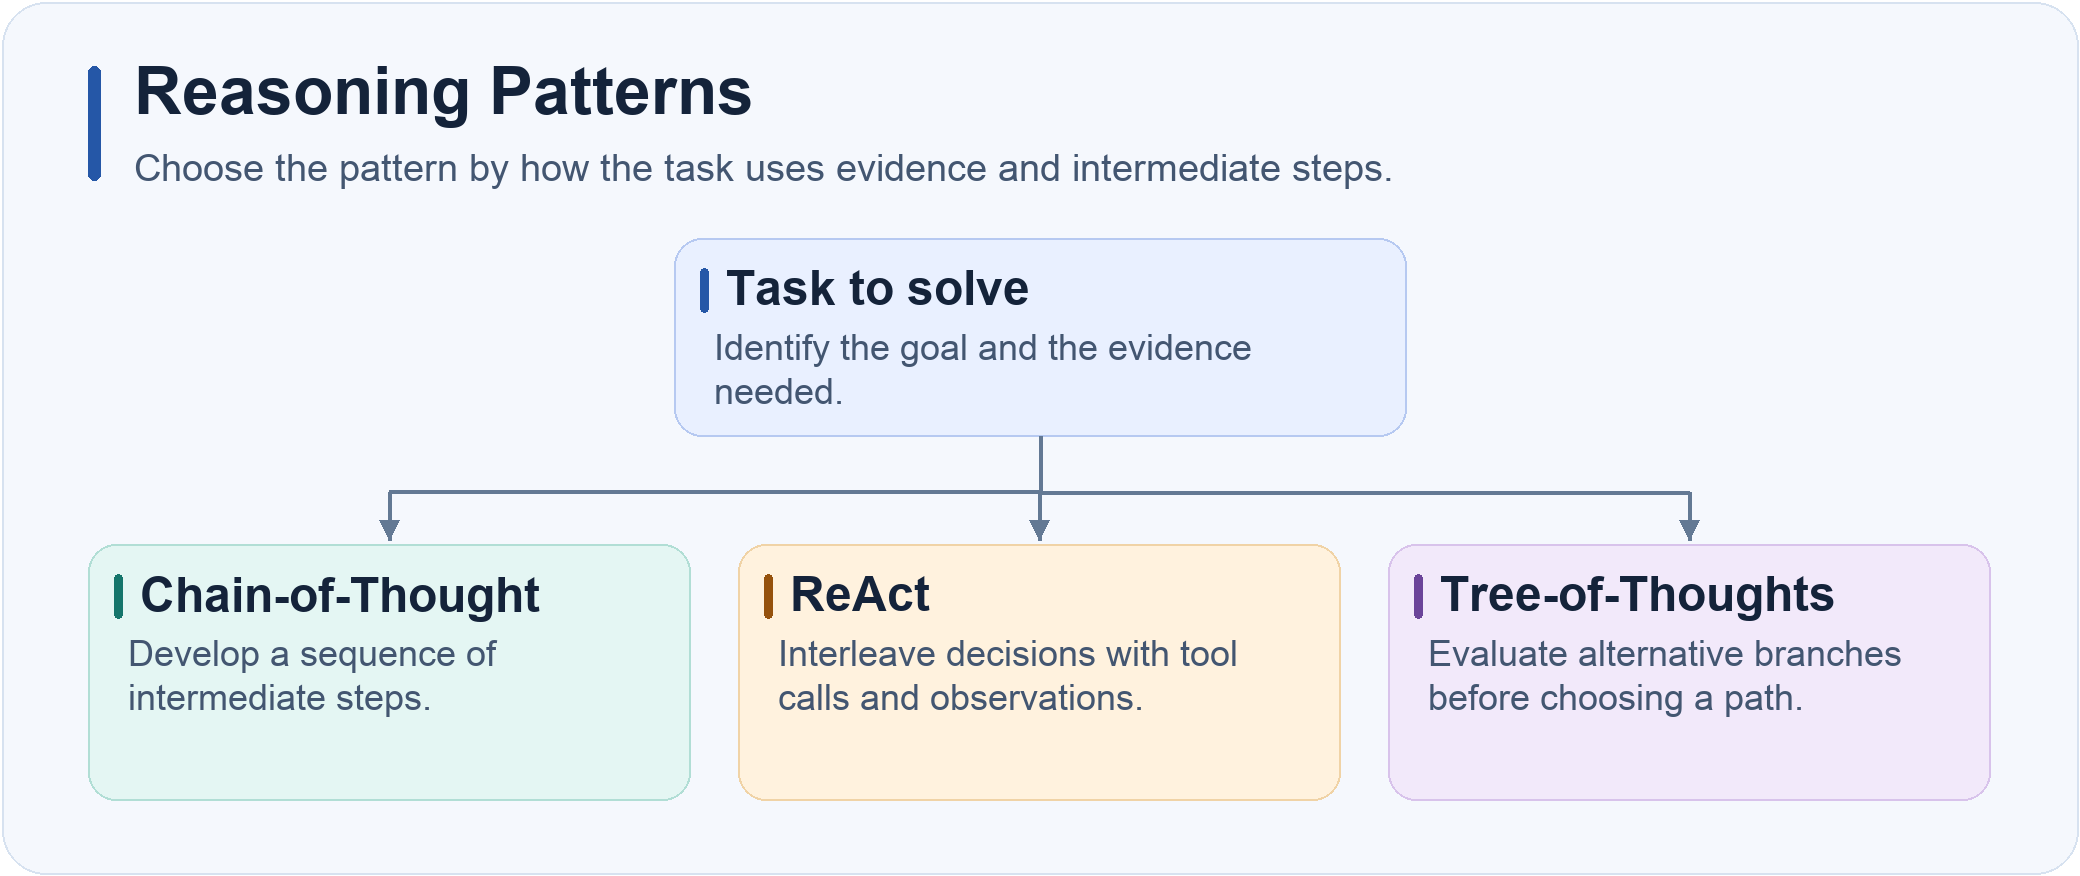 Reasoning Patterns
Choose the pattern by how the task uses evidence and intermediate steps.
Task to solve
Identify the goal and the evidence
needed.
Chain-of-Thought
Develop a sequence of
intermediate steps.
ReAct
Interleave decisions with tool
calls and observations.
Tree-of-Thoughts
Evaluate alternative branches
before choosing a path.